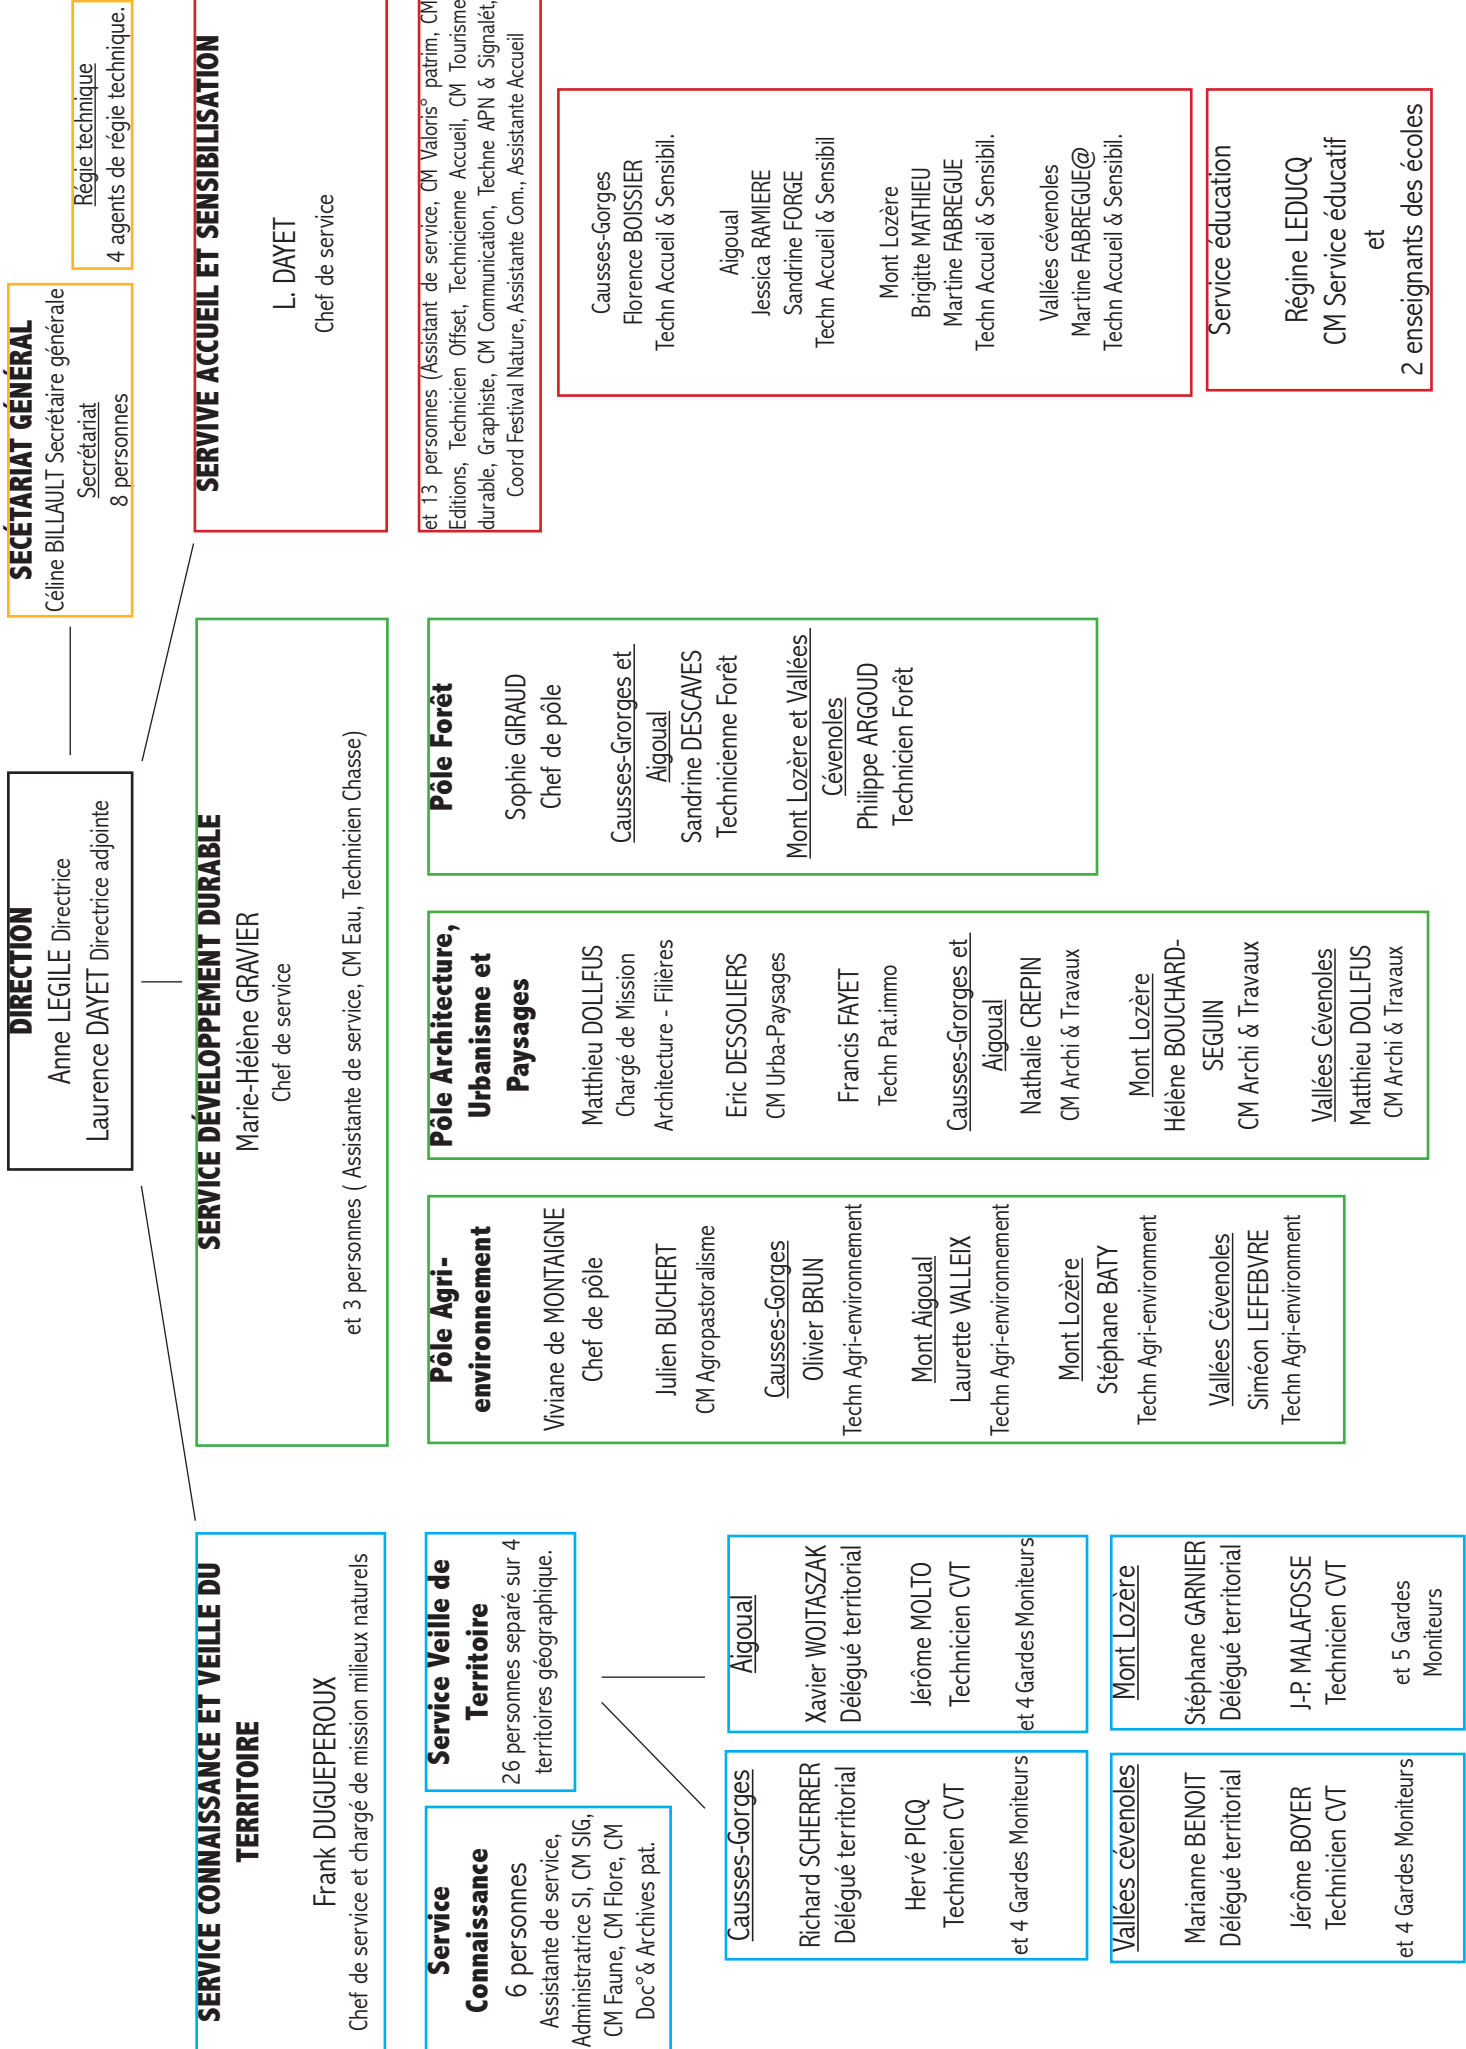 DIRECTION
Anne LEGILE Directrice
Laurence DAYET Directrice adjointe
SECÉTARIAT GÉNÉRAL
Céline BILLAULT Secrétaire générale
Secrétariat
8 personnes
Régie technique
4 agents de régie technique.
SERVICE CONNAISSANCE ET VEILLE DU
TERRITOIRE
Frank DUGUEPEROUX
Chef de service et chargé de mission milieux naturels
Service
Connaissance
6 personnes
Assistante de service,
Administratrice SI, CM SIG,
CM Faune, CM Flore, CM
Doc°& Archives pat.
Service Veille de
Territoire
26 personnes separé sur 4
territoires géographique.
Causses-Gorges
Richard SCHERRER
Délégué territorial
Hervé PICQ
Technicien CVT
et 4 Gardes Moniteurs
Aigoual
Xavier WOJTASZAK
Délégué territorial
Jérôme MOLTO
Technicien CVT
et 4 Gardes Moniteurs
Vallées cévenoles
Marianne BENOIT
Délégué territorial
Jérôme BOYER
Technicien CVT
et 4 Gardes Moniteurs
Mont Lozère
Stéphane GARNIER
Délégué territorial
J-P. MALAFOSSE
Technicien CVT
et 5 Gardes
Moniteurs
SERVICE DÉVELOPPEMENT DURABLE
Marie-Hélène GRAVIER
Chef de service
et 3 personnes ( Assistante de service, CM Eau, Technicien Chasse)
Pôle Agri-
environnement
Viviane de MONTAIGNE
Chef de pôle
Julien BUCHERT
CM Agropastoralisme
Causses-Gorges
Olivier BRUN
Techn Agri-environnement
Mont Aigoual
Laurette VALLEIX
Techn Agri-environnement
Mont Lozère
Stéphane BATY
Techn Agri-environment
Vallées Cévenoles
Siméon LEFEBVRE
Techn Agri-environment
Pôle Architecture,
Urbanisme et
Paysages
Matthieu DOLLFUS
Chargé de Mission
Architecture - Filières
Eric DESSOLIERS
CM Urba-Paysages
Francis FAYET
Techn Pat.immo
Causses-Grorges et
Aigoual
Nathalie CREPIN
CM Archi & Travaux
Mont Lozère
Hélène BOUCHARD-
SEGUIN
CM Archi & Travaux
Vallées Cévenoles
Matthieu DOLLFUS
CM Archi & Travaux
Pôle Forêt
Sophie GIRAUD
Chef de pôle
Causses-Grorges et
Aigoual
Sandrine DESCAVES
Technicienne Forêt
Mont Lozère et Vallées
Cévenoles
Philippe ARGOUD
Technicien Forêt
SERVIVE ACCUEIL ET SENSIBILISATION
L. DAYET
Chef de service
et 13 personnes (Assistant de service, CM Valoris° patrim, CM
Editions, Technicien Offset, Technicienne Accueil, CM Tourisme
durable, Graphiste, CM Communication, Techne APN & Signalét,
Coord Festival Nature, Assistante Com., Assistante Accueil
Causses-Gorges
Florence BOISSIER
Techn Accueil & Sensibil.
Aigoual
Jessica RAMIERE
Sandrine FORGE
Techn Accueil & Sensibil
Mont Lozère
Brigitte MATHIEU
Martine FABREGUE
Techn Accueil & Sensibil.
Vallées cévenoles
Martine FABREGUE@
Techn Accueil & Sensibil.
Service éducation
Régine LEDUCQ
CM Service éducatif
et
2 enseignants des écoles